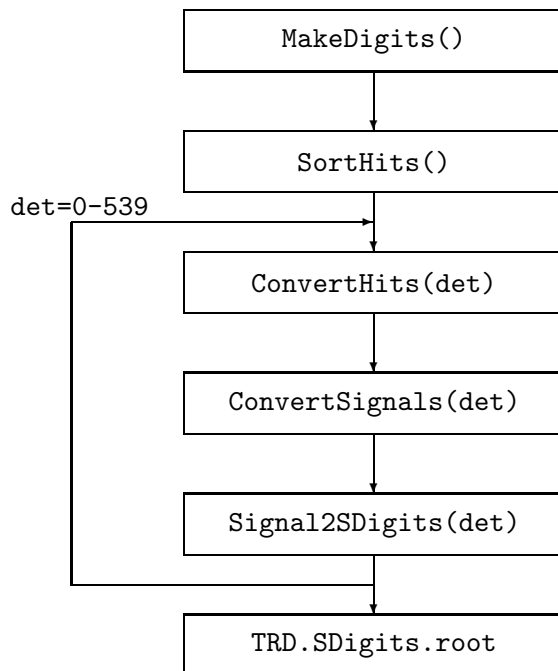 MakeDigits()
SortHits()
det=0-539
ConvertHits(det)
ConvertSignals(det)
Signal2SDigits(det)
TRD.SDigits.root